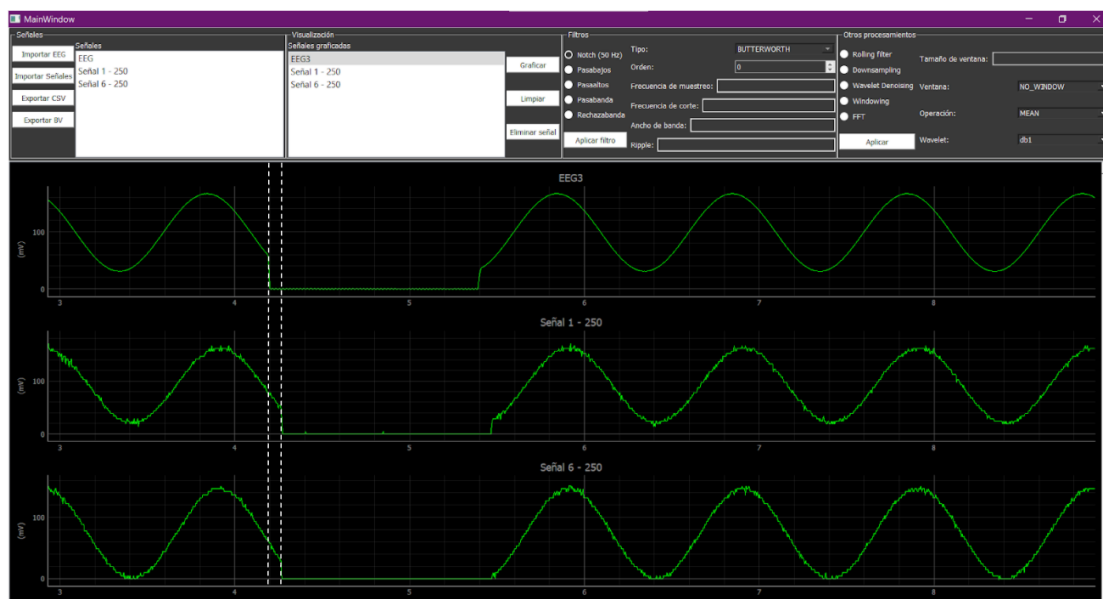 MainWindow
Señales
Importar EEG
Importar Señales
Exportar CSV
Exportar BV
Señales
EEG
Señal 1 - 250
Señal 6 - 250
Visualización
Señales graficadas
EEG3
Señal 1 - 250
Señal 6 - 250
Graficar
Limpiar
Eliminar señal
Filtros
Notch (50 Hz)
Pasabajos
Pasaaltos
Pasabanda
Rechazabanda
Aplicar filtro
Tipo: BUTTERWORTH
Orden: 0
Frecuencia de muestreo:
Frecuencia de corte:
Ancho de banda:
Ripple:
Otros procesamientos
Rolling filter
Downsampling
Wavelet Denoising
Windowing
FFT
Aplicar
Tamaño de ventana:
Ventana: NO_WINDOW
Operación: MEAN
Wavelet: db1
EEG3
(mV)
100
0
3 4 5 6 7 8
Señal 1 - 250
(mV)
100
0
3 4 5 6 7 8
Señal 6 - 250
(mV)
100
0
3 4 5 6 7 8